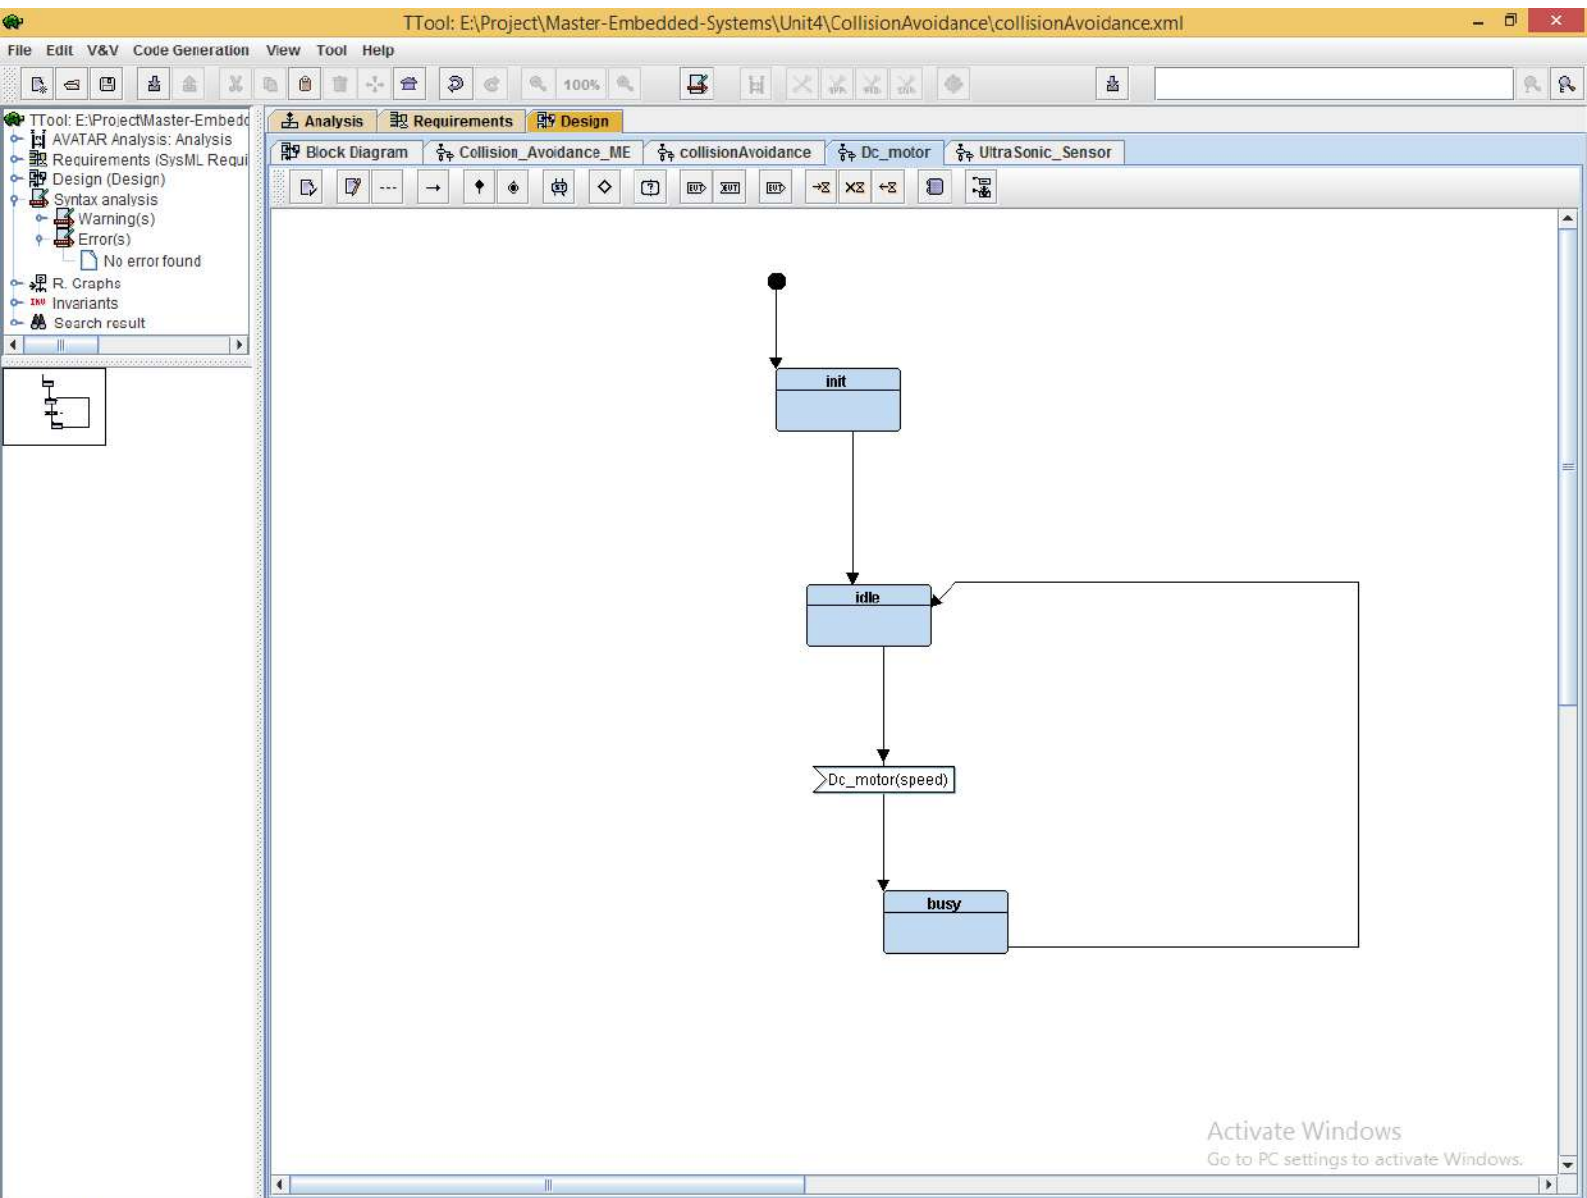 TTool: E:\Project\Master-Embedded-Systems\Unit4\CollisionAvoidance\collisionAvoidance.xml
File Edit V&V Code Generation View Tool Help
100%
TTool: E:\Project\Master-Embedd
AVATAR Analysis: Analysis
Requirements (SysML Requi
Design (Design)
Syntax analysis
Warning(s)
Error(s)
No error found
R. Graphs
INV Invariants
Search result
Analysis Requirements Design
Block Diagram Collision_Avoidance_ME collisionAvoidance Dc_motor UltraSonic_Sensor
init
idle
Dc_motor(speed)
busy
Activate Windows
Go to PC settings to activate Windows.